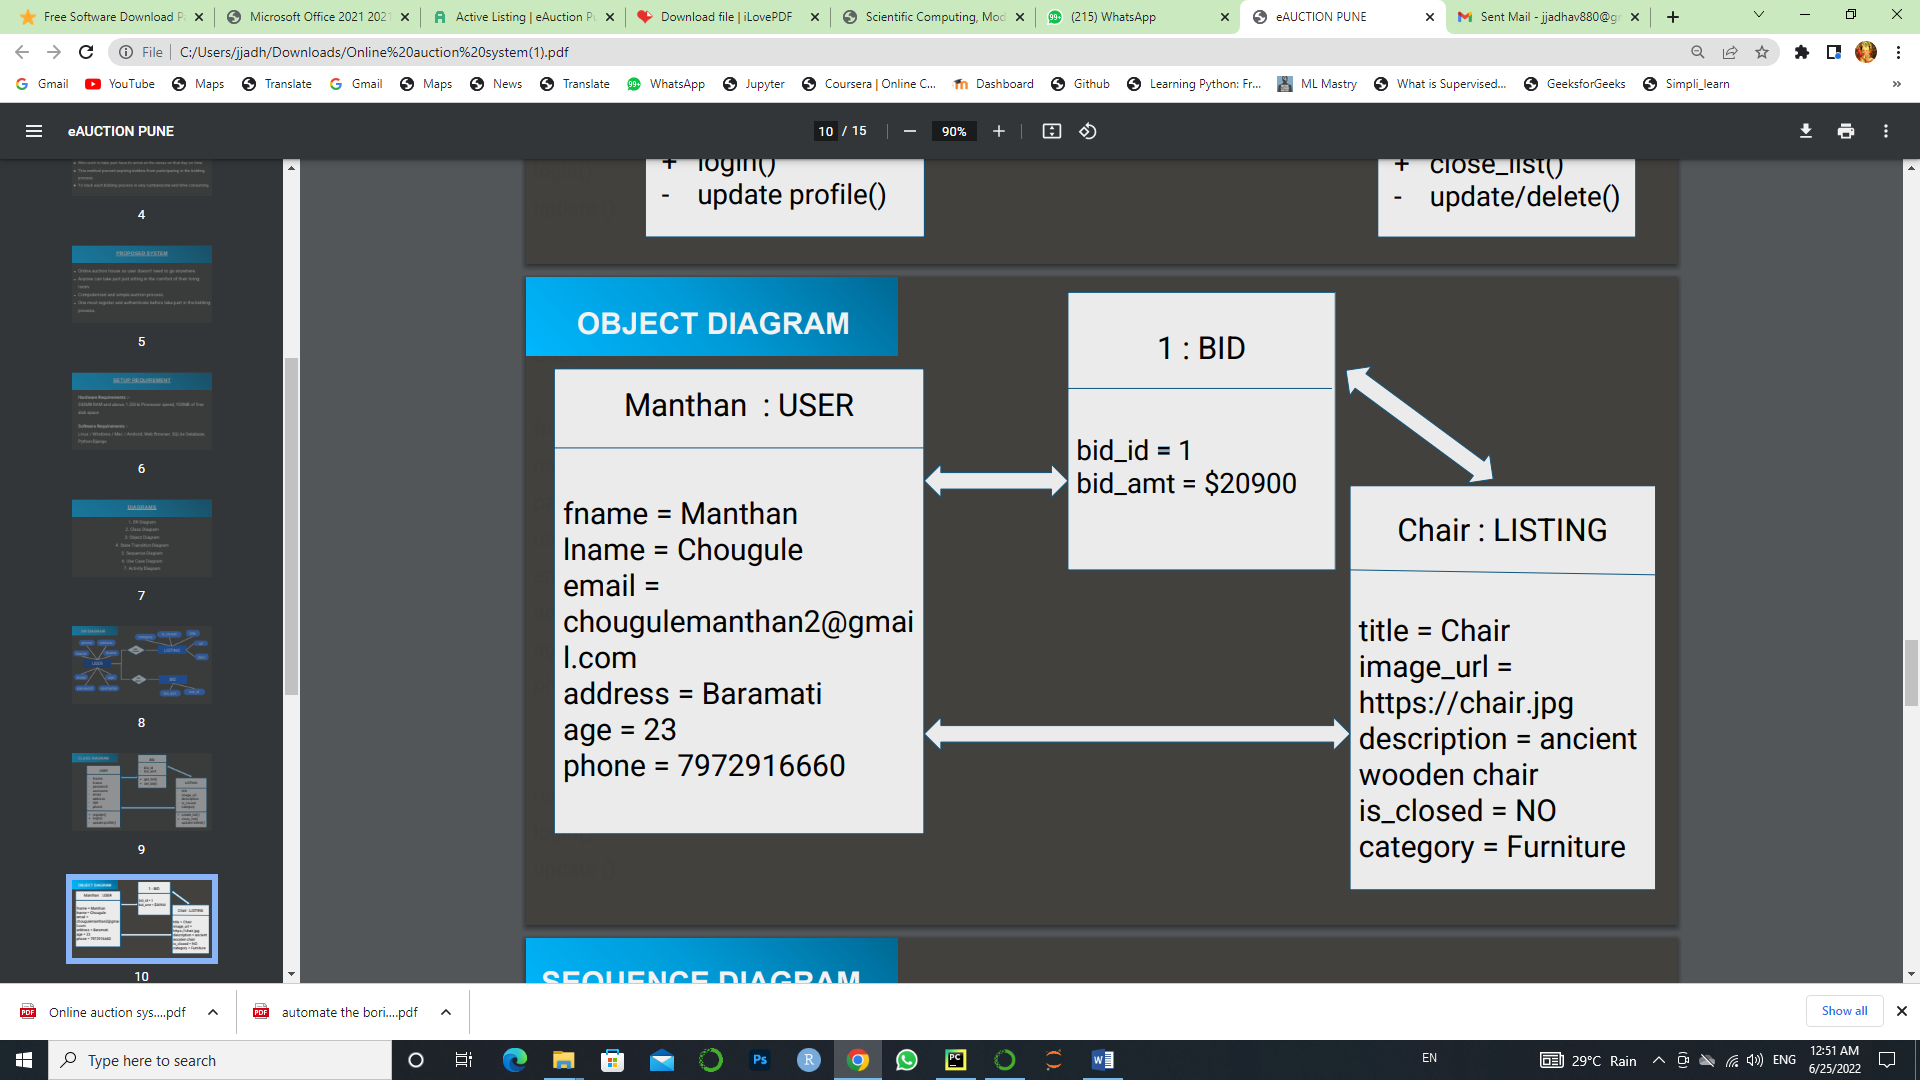 Free Software Download P
Microsoft Office 2021 202
Active Listing | eAuction P
Download file | iLovePDF
Scientific Computing, Mod
(215) WhatsApp
eAUCTION PUNE
Sent Mail - jjadhav880@g
File
C:/Users/jjadh/Downloads/Online%20auction%20system(1).pdf
Gmail
YouTube
Maps
Translate
Gmail
Maps
News
Translate
WhatsApp
Jupyter
Coursera | Online C...
Dashboard
Github
Learning Python: Fr...
ML Mastry
What is Supervised...
GeeksforGeeks
Simpli_learn
eAUCTION PUNE
10 / 15
90%
4
PROPOSED SYSTEM
5
SETUP REQUIREMENT
6
DIAGRAMS
7
8
9
10
+ login()
- update profile()
+ close_list()
- update/delete()
OBJECT DIAGRAM
Manthan : USER
fname = Manthan
lname = Chougule
email =
chougulemanthan2@gmai
l.com
address = Baramati
age = 23
phone = 7972916660
1 : BID
bid_id = 1
bid_amt = $20900
Chair : LISTING
title = Chair
image_url =
https://chair.jpg
description = ancient
wooden chair
is_closed = NO
category = Furniture
SEQUENCE DIAGRAM
Online auction sys....pdf
automate the bori....pdf
Show all
Type here to search
EN
29°C Rain
ENG
12:51 AM
6/25/2022